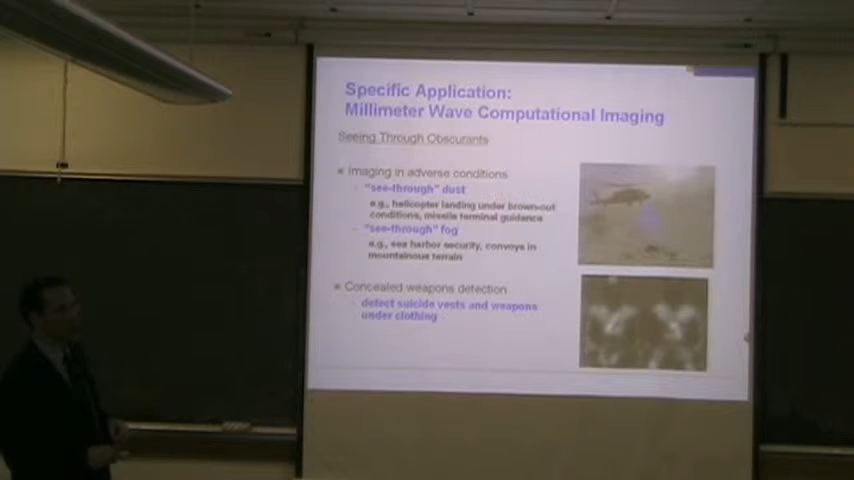 Specific Application:
Millimeter Wave Computational Imaging
Seeing Through Obscurants
Imaging in adverse conditions
- "see-through" dust
e.g., helicopter landing under brown-out
conditions, missile terminal guidance
- "see-through" fog
e.g., sea harbor security, convoys in
mountainous terrain
Concealed weapons detection
detect suicide vests and weapons
under clothing